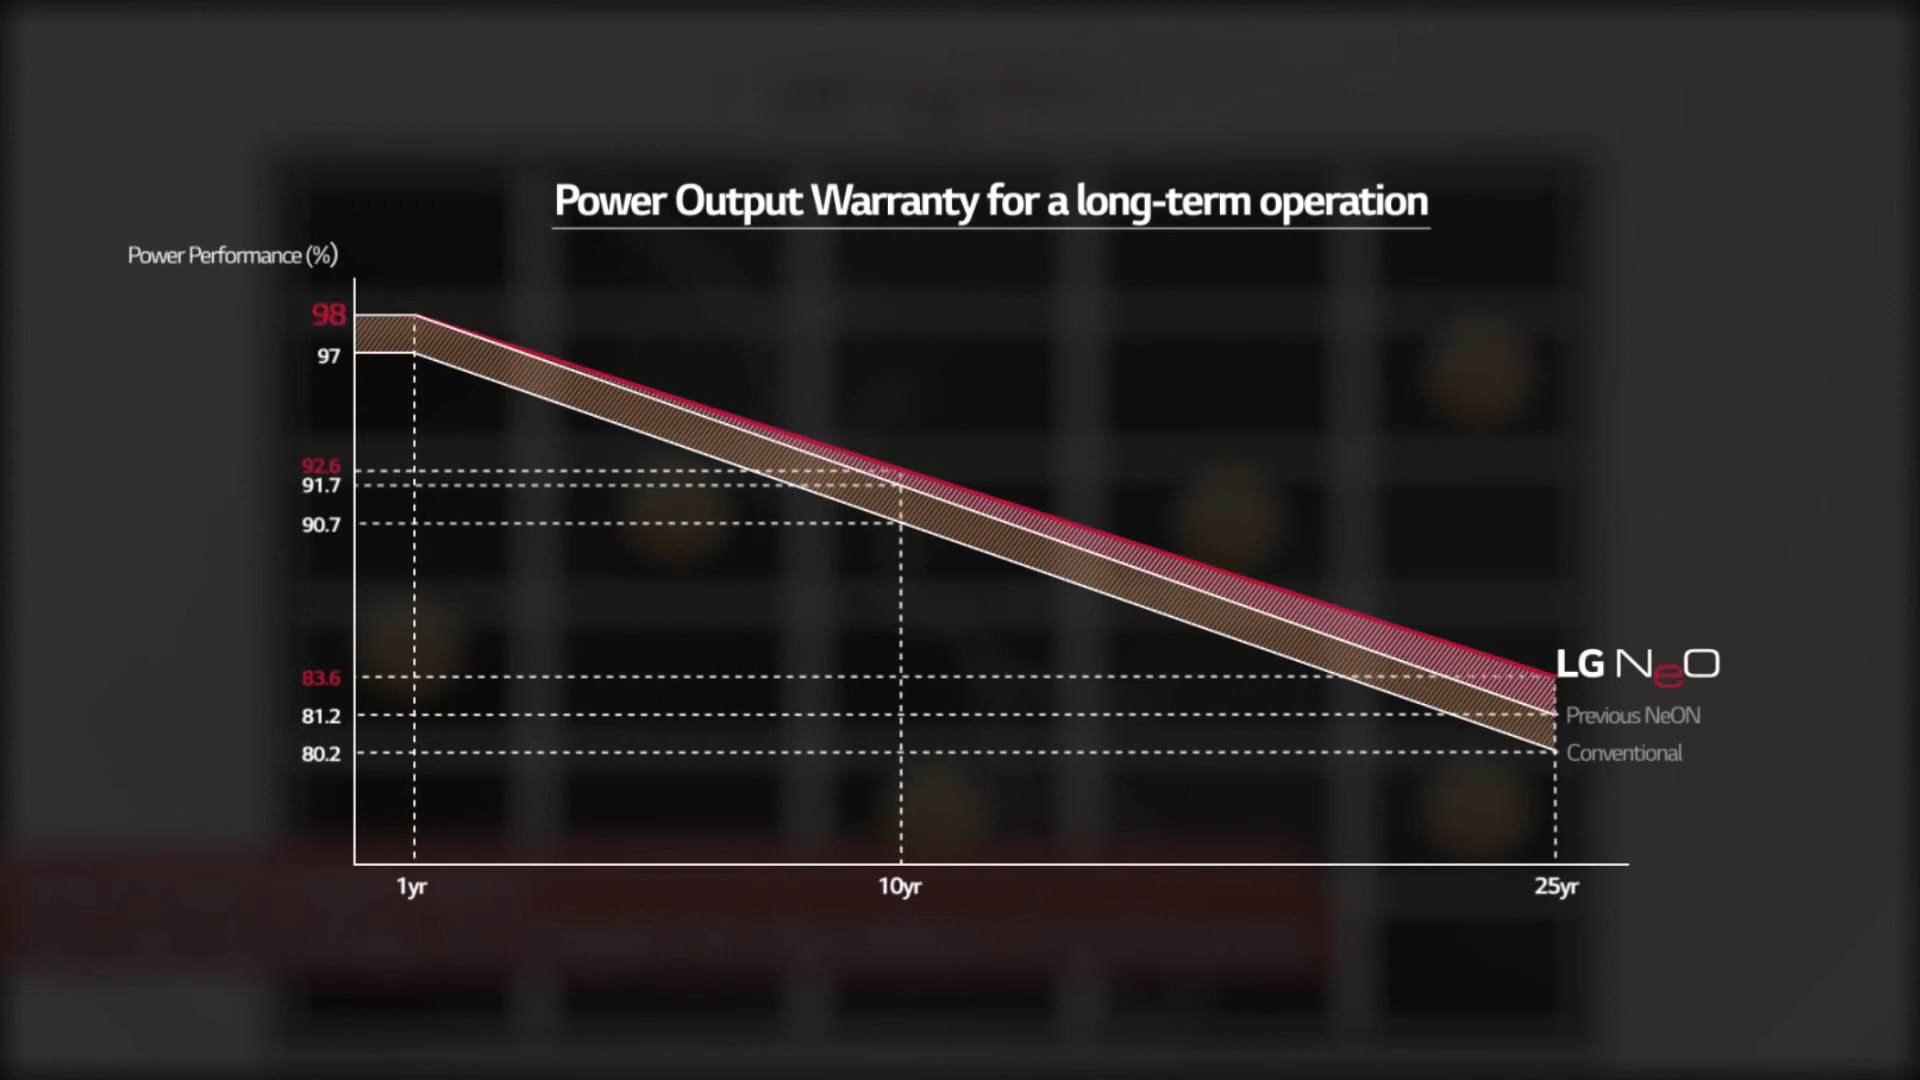 Power Output Warranty for a long-term operation
Power Performance (%)
98
97
92.6
91.7
90.7
83.6
81.2
80.2
LG NeO
Previous NeON
Conventional
1yr
10yr
25yr